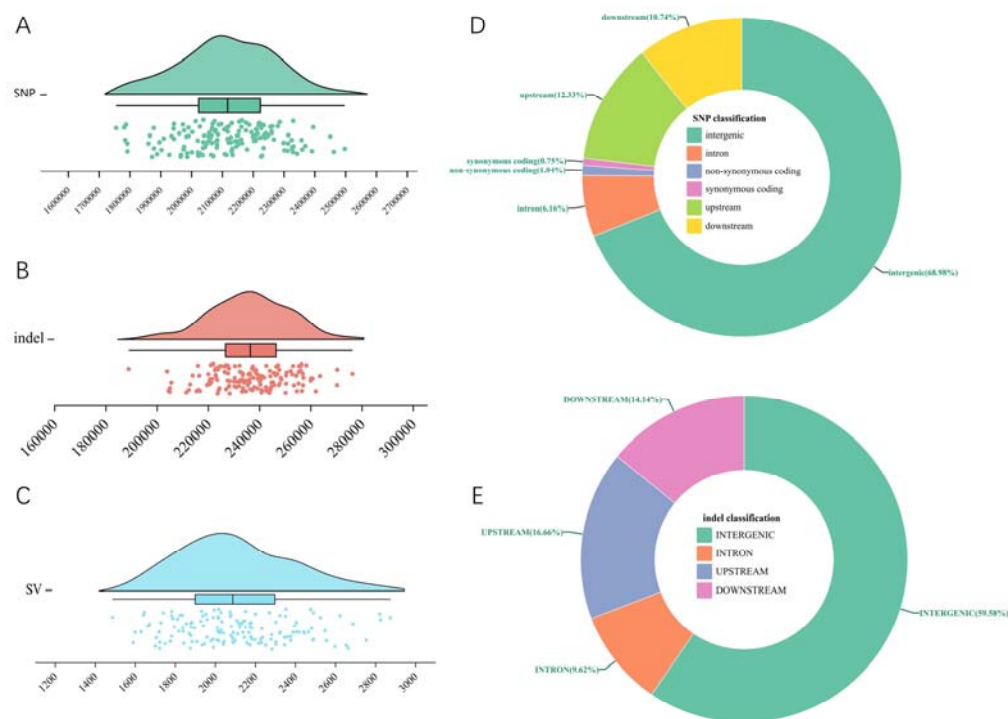 A
SNP
1600000
1700000
1800000
1900000
2000000
2100000
2200000
2300000
2400000
2500000
2600000
2700000
B
indel
160000
180000
200000
220000
240000
260000
280000
300000
C
SV
1200
1400
1600
1800
2000
2200
2400
2600
2800
3000
D
downstream(10.74%)
upstream(12.33%)
synonymous coding(0.75%)
non-synonymous coding(1.04%)
intron(6.16%)
intergenic(68.98%)
SNP classification
intergenic
intron
non-synonymous coding
synonymous coding
upstream
downstream
E
DOWNSTREAM(14.14%)
UPSTREAM(16.66%)
INTRON(9.62%)
INTERGENIC(59.58%)
indel classification
INTERGENIC
INTRON
UPSTREAM
DOWNSTREAM